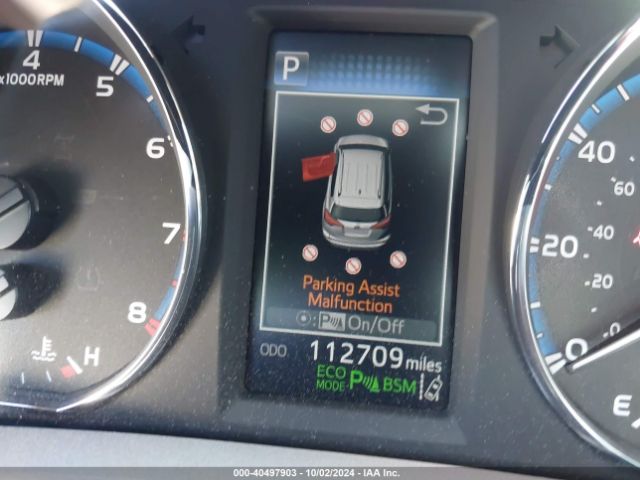 4
x1000RPM
5
6
7
8
H
P
Parking Assist
Malfunction
P On/Off
ODO 112709 miles
ECO
MODE P BSM
40
60
20
40
20
0
0
E
000-40497903 - 10/02/2024 - IAA Inc.